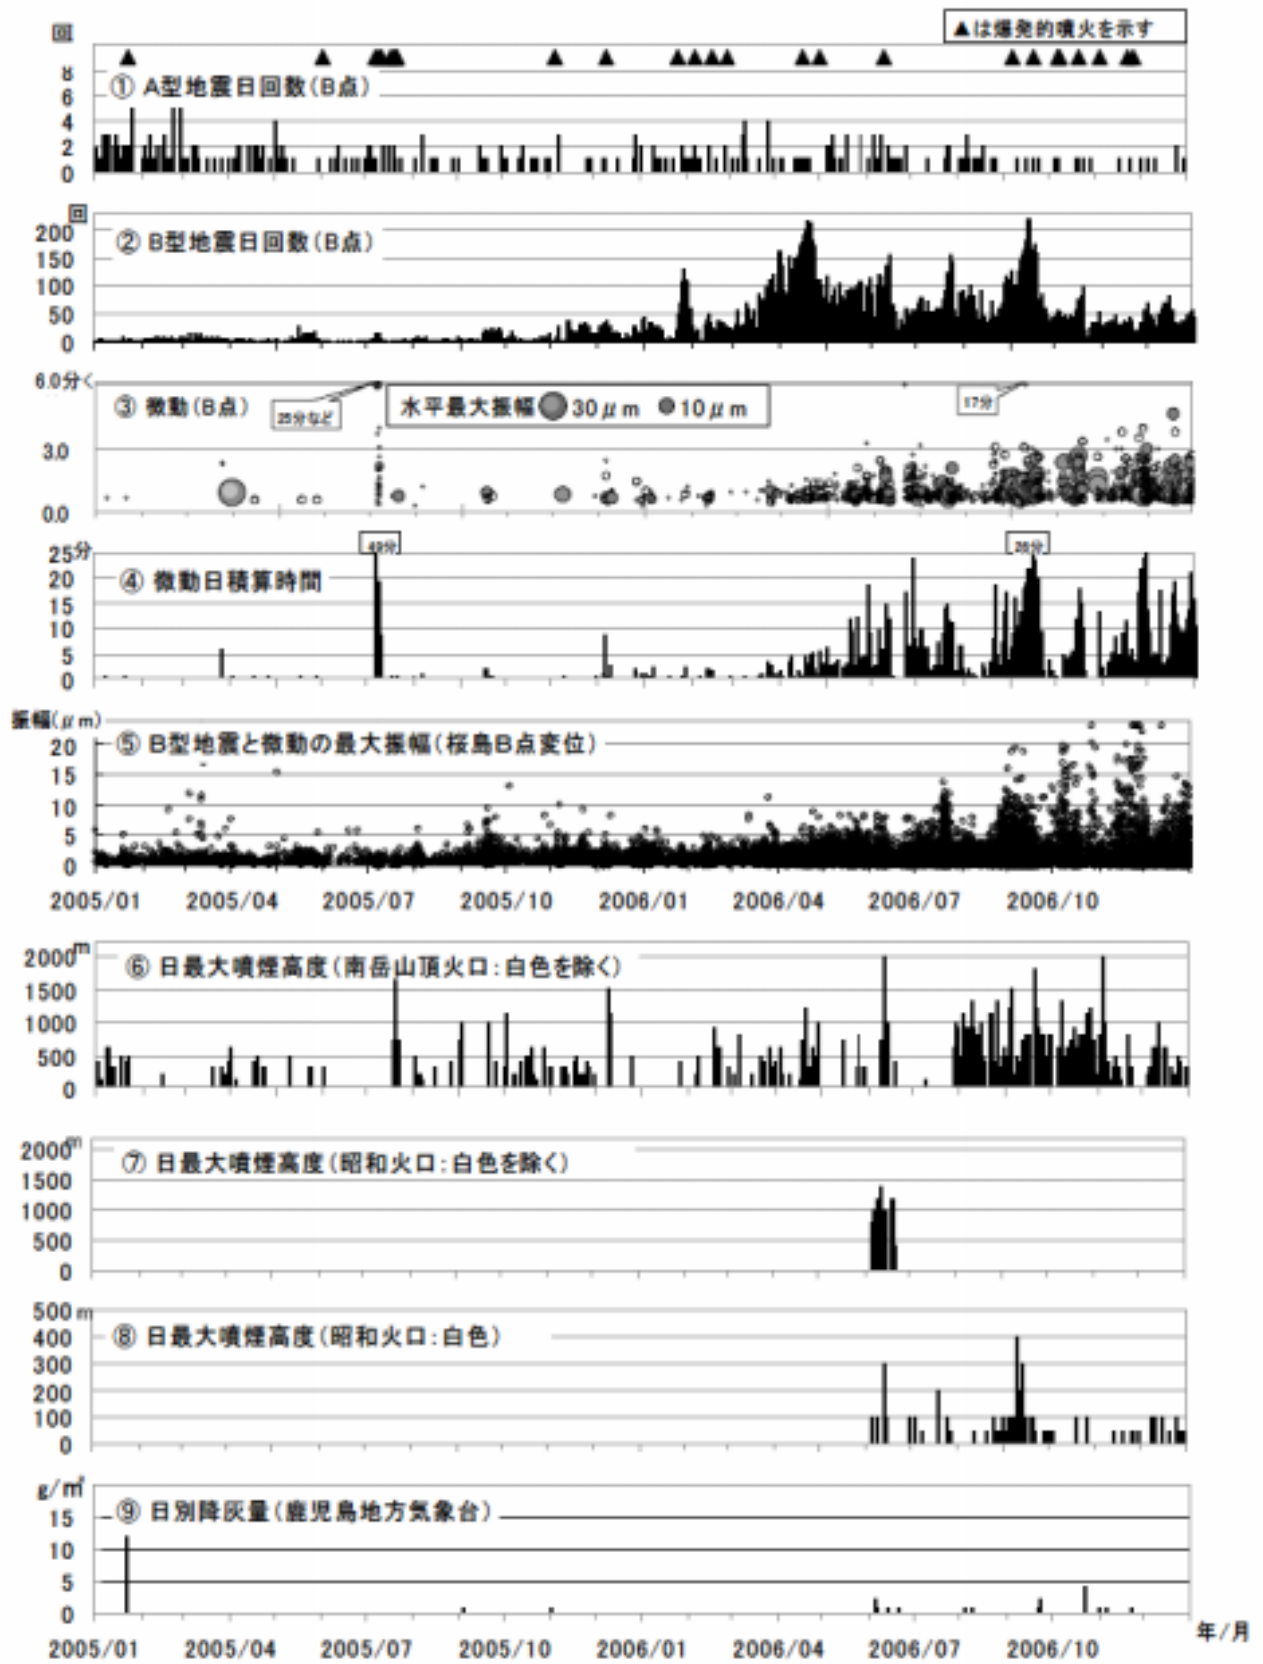 ▲は爆発的噴火を示す
回
① A型地震日回数(B点)
8
6
4
2
0
回
② B型地震日回数(B点)
200
150
100
50
0
6.0分く
③ 微動(B点)
25分など
水平最大振幅 30μm 10μm
17分
3.0
0.0
25分
49分
26分
④ 微動日積算時間
20
15
10
5
0
振幅(μm)
⑤ B型地震と微動の最大振幅(桜島B点変位)
20
15
10
5
0
2005/01 2005/04 2005/07 2005/10 2006/01 2006/04 2006/07 2006/10
2000m
⑥ 日最大噴煙高度(南岳山頂火口:白色を除く)
1500
1000
500
0
2000m
⑦ 日最大噴煙高度(昭和火口:白色を除く)
1500
1000
500
0
500m
⑧ 日最大噴煙高度(昭和火口:白色)
400
300
200
100
0
g/㎡
⑨ 日別降灰量(鹿児島地方気象台)
15
10
5
0
2005/01 2005/04 2005/07 2005/10 2006/01 2006/04 2006/07 2006/10 年/月